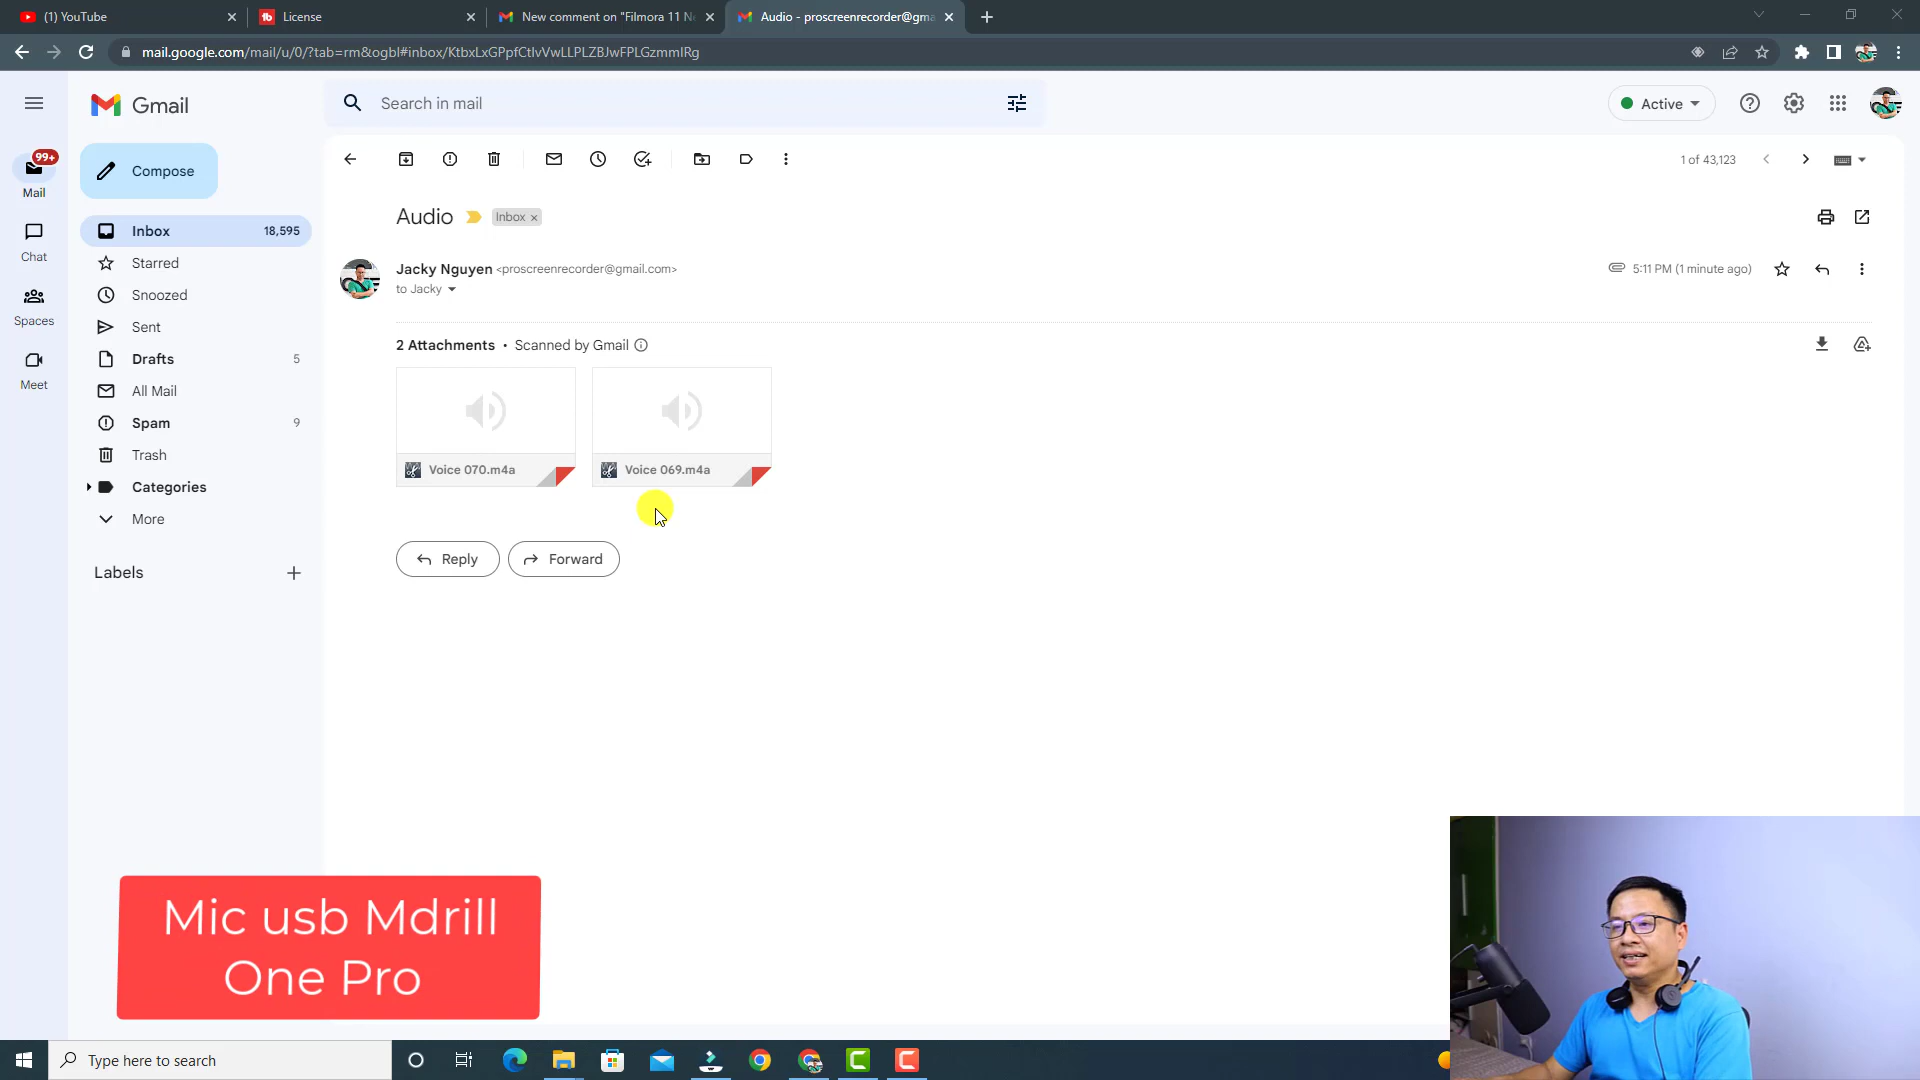 (1) YouTube
License
New comment on "Filmora 11 Ne
Audio - proscreenrecorder@gma
mail.google.com/mail/u/0/?tab=rm&ogbl#inbox/KtbxLxGPpfCtlvVwLLPLZBJwFPLGzmmlRg
Gmail
Search in mail
Active
99+
Mail
Compose
1 of 43,123
Inbox 18,595
Audio
Inbox
Chat
Starred
Jacky Nguyen <proscreenrecorder@gmail.com>
5:11 PM (1 minute ago)
to Jacky
Snoozed
Spaces
Sent
2 Attachments • Scanned by Gmail
Drafts 5
Meet
All Mail
Spam 9
Trash
Voice 070.m4a
Voice 069.m4a
Categories
More
Reply
Forward
Labels
Mic usb Mdrill
One Pro
Type here to search